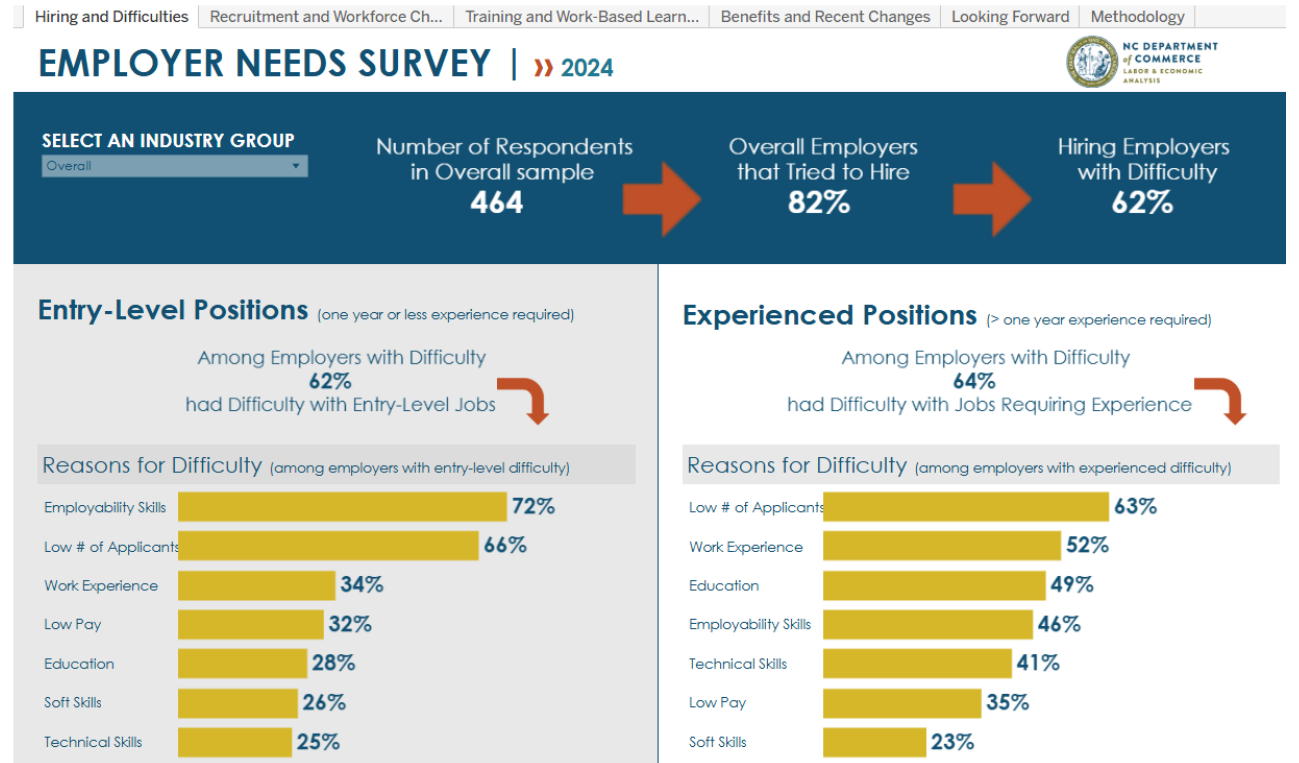 Hiring and Difficulties
Recruitment and Workforce Ch...
Training and Work-Based Learn...
Benefits and Recent Changes
Looking Forward
Methodology
EMPLOYER NEEDS SURVEY | » 2024
NC DEPARTMENT
of COMMERCE
LABOR & ECONOMIC
ANALYSIS
SELECT AN INDUSTRY GROUP
Overall
Number of Respondents
in Overall sample
464
Overall Employers
that Tried to Hire
82%
Hiring Employers
with Difficulty
62%
Entry-Level Positions (one year or less experience required)
Among Employers with Difficulty
62%
had Difficulty with Entry-Level Jobs
Reasons for Difficulty (among employers with entry-level difficulty)
Employability Skills 72%
Low # of Applicants 66%
Work Experience 34%
Low Pay 32%
Education 28%
Soft Skills 26%
Technical Skills 25%
Experienced Positions (> one year experience required)
Among Employers with Difficulty
64%
had Difficulty with Jobs Requiring Experience
Reasons for Difficulty (among employers with experienced difficulty)
Low # of Applicants 63%
Work Experience 52%
Education 49%
Employability Skills 46%
Technical Skills 41%
Low Pay 35%
Soft Skills 23%